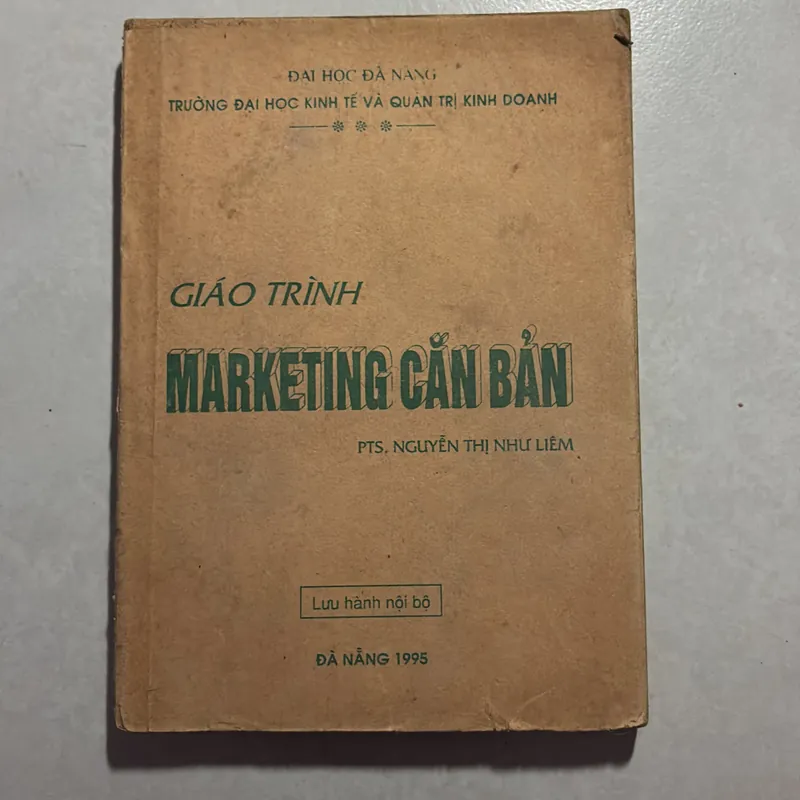 ĐẠI HỌC ĐÀ NẴNG
TRƯỜNG ĐẠI HỌC KINH TẾ VÀ QUẢN TRỊ KINH DOANH
GIÁO TRÌNH
MARKETING CĂN BẢN
PTS. NGUYỄN THỊ NHƯ LIÊM
Lưu hành nội bộ
ĐÀ NẴNG 1995